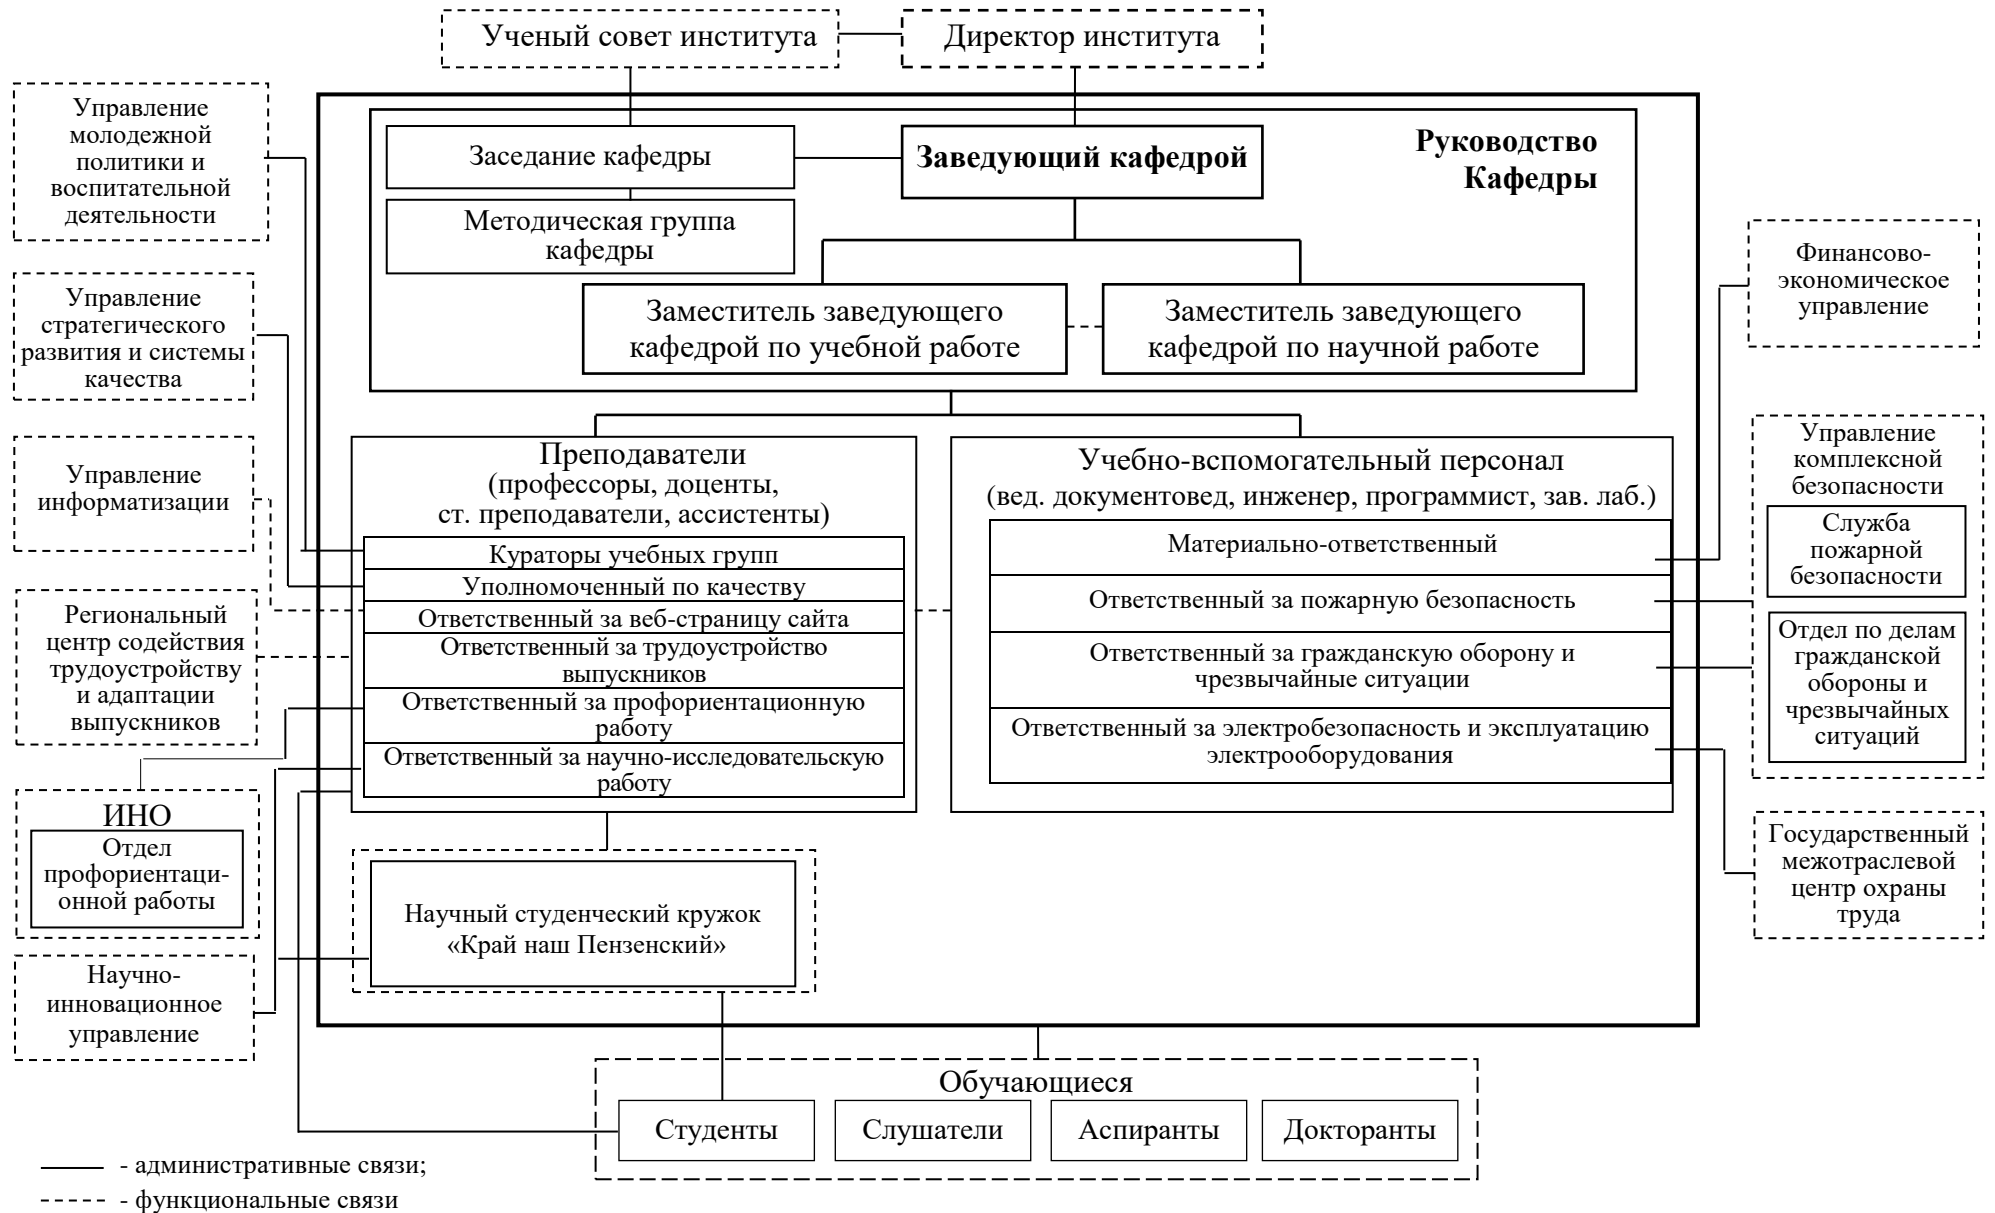 Ученый совет института
Директор института
Управление
молодежной
политики и
воспитательной
деятельности
Заседание кафедры
Заведующий кафедрой
Руководство
Кафедры
Методическая группа
кафедры
Заместитель заведующего
кафедрой по учебной работе
Заместитель заведующего
кафедрой по научной работе
Финансово-
экономическое
управление
Управление
стратегического
развития и системы
качества
Управление
информатизации
Региональный
центр содействия
трудоустройству
и адаптации
выпускников
ИНО
Отдел
профориентаци-
онной работы
Научно-
инновационное
управление
Преподаватели
(профессоры, доценты,
ст. преподаватели, ассистенты)
Кураторы учебных групп
Уполномоченный по качеству
Ответственный за веб-страницу сайта
Ответственный за трудоустройство
выпускников
Ответственный за профориентационную
работу
Ответственный за научно-исследовательскую
работу
Учебно-вспомогательный персонал
(вед. документовед, инженер, программист, зав. лаб.)
Материально-ответственный
Ответственный за пожарную безопасность
Ответственный за гражданскую оборону и
чрезвычайные ситуации
Ответственный за электробезопасность и эксплуатацию
электрооборудования
Управление
комплексной
безопасности
Служба
пожарной
безопасности
Отдел по делам
гражданской
обороны и
чрезвычайных
ситуаций
Государственный
межотраслевой
центр охраны
труда
Научный студенческий кружок
«Край наш Пензенский»
Обучающиеся
Студенты
Слушатели
Аспиранты
Докторанты
- административные связи;
- функциональные связи